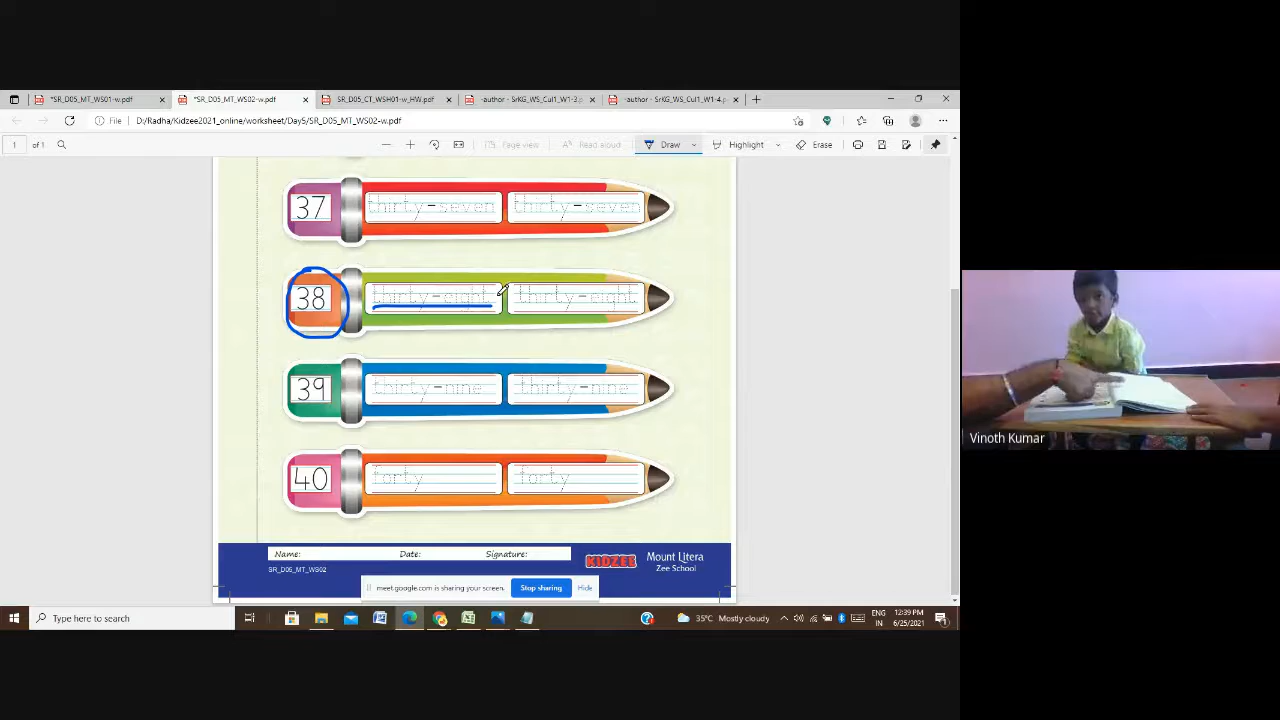 *SR_D05_MT_WS01-w.pdf
*SR_D05_MT_WS02-w.pdf
SR_D05_CT_WSH01-w_HW.pdf
-author - SrKG_WS_Cul1_W1-3.p
-author - SrKG_WS_Cul1_W1-4.p
File D:/Radha/Kidzee2021_online/worksheet/Day5/SR_D05_MT_WS02-w.pdf
1 of 1 Page view Read aloud Draw Highlight Erase
37 thirty-seven thirty-seven
38 thirty-eight thirty-eight
39 thirty-nine thirty-nine
40 forty forty
Name: Date: Signature:
SR_D05_MT_WS02
KIDZEE
Mount Litera
Zee School
meet.google.com is sharing your screen. Stop sharing Hide
Type here to search
35°C Mostly cloudy
ENG
IN
12:39 PM
6/25/2021
Vinoth Kumar